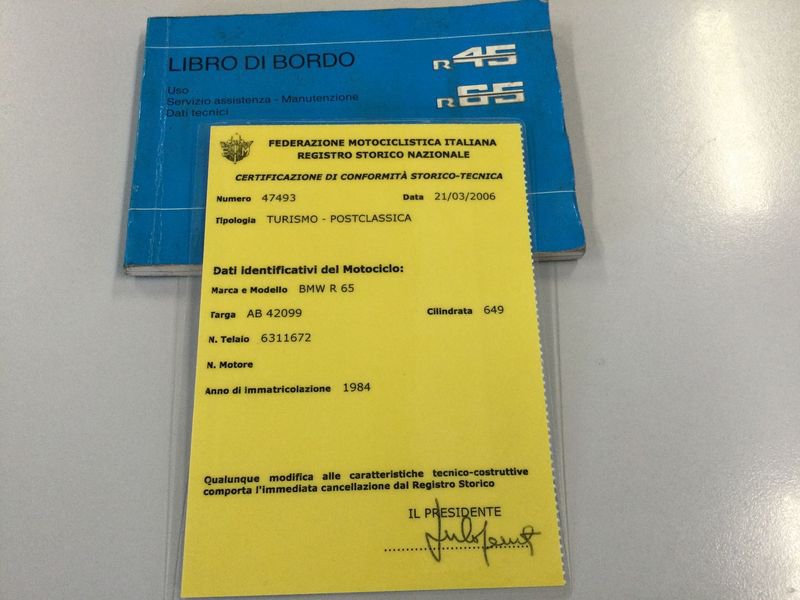 LIBRO DI BORDO
R 45
R 65
Uso
Servizio assistenza - Manutenzione
Dati tecnici
FEDERAZIONE MOTOCICLISTICA ITALIANA
REGISTRO STORICO NAZIONALE
CERTIFICAZIONE DI CONFORMITÀ STORICO-TECNICA
Numero 47493 Data 21/03/2006
Tipologia TURISMO - POSTCLASSICA
Dati identificativi del Motociclo:
Marca e Modello BMW R 65
Targa AB 42099 Cilindrata 649
N. Telaio 6311672
N. Motore
Anno di immatricolazione 1984
Qualunque modifica alle caratteristiche tecnico-costruttive
comporta l'immediata cancellazione dal Registro Storico
IL PRESIDENTE